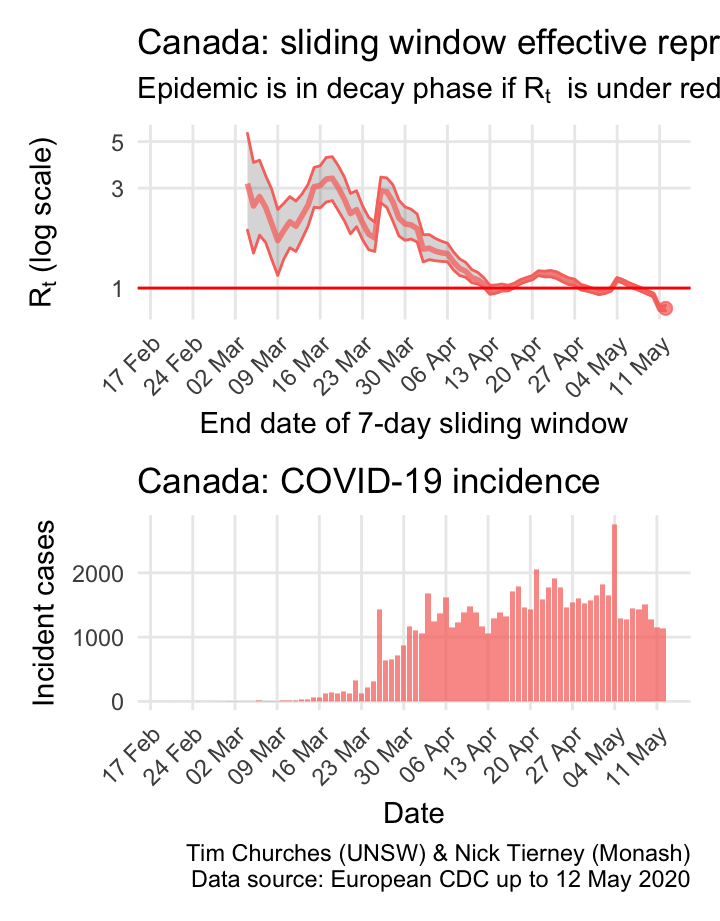 Canada: sliding window effective repr
Epidemic is in decay phase if Rt is under red
Rt (log scale)
5
3
1
17 Feb
24 Feb
02 Mar
09 Mar
16 Mar
23 Mar
30 Mar
06 Apr
13 Apr
20 Apr
27 Apr
04 May
11 May
End date of 7-day sliding window
Canada: COVID-19 incidence
Incident cases
2000
1000
0
17 Feb
24 Feb
02 Mar
09 Mar
16 Mar
23 Mar
30 Mar
06 Apr
13 Apr
20 Apr
27 Apr
04 May
11 May
Date
Tim Churches (UNSW) & Nick Tierney (Monash)
Data source: European CDC up to 12 May 2020